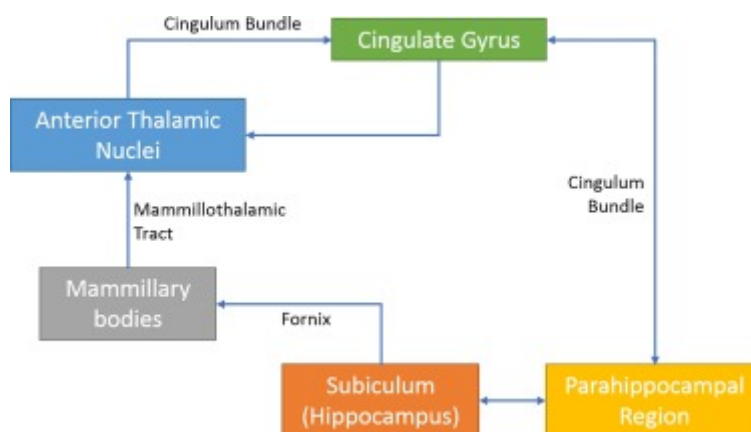 Cingulum Bundle
Cingulate Gyrus
Anterior Thalamic
Nuclei
Cingulum
Bundle
Mammillothalamic
Tract
Mammillary
bodies
Fornix
Subiculum
(Hippocampus)
Parahippocampal
Region